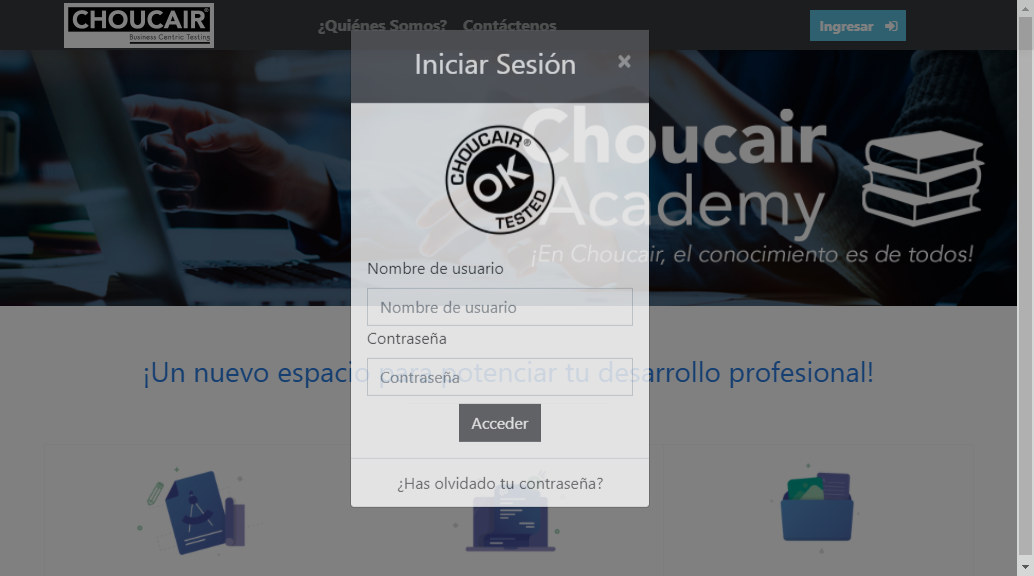 CHOUCAIR®
Business Centric Testing
¿Quiénes Somos? Contáctenos
Ingresar
Iniciar Sesión
×
CHOUCAIR®
OK
TESTED
Choucair
Academy
¡En Choucair, el conocimiento es de todos!
Nombre de usuario
Nombre de usuario
Contraseña
¡Un nuevo espacio para potenciar tu desarrollo profesional!
Contraseña
Acceder
¿Has olvidado tu contraseña?